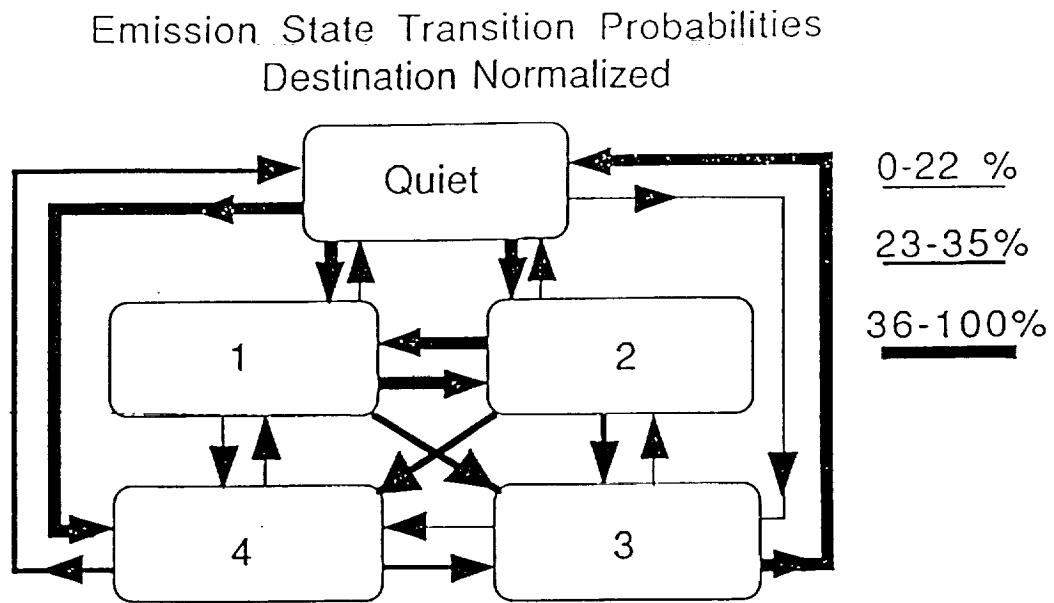 Emission State Transition Probabilities
Destination Normalized
Quiet
0-22 %
23-35%
1
2
36-100%
4
3